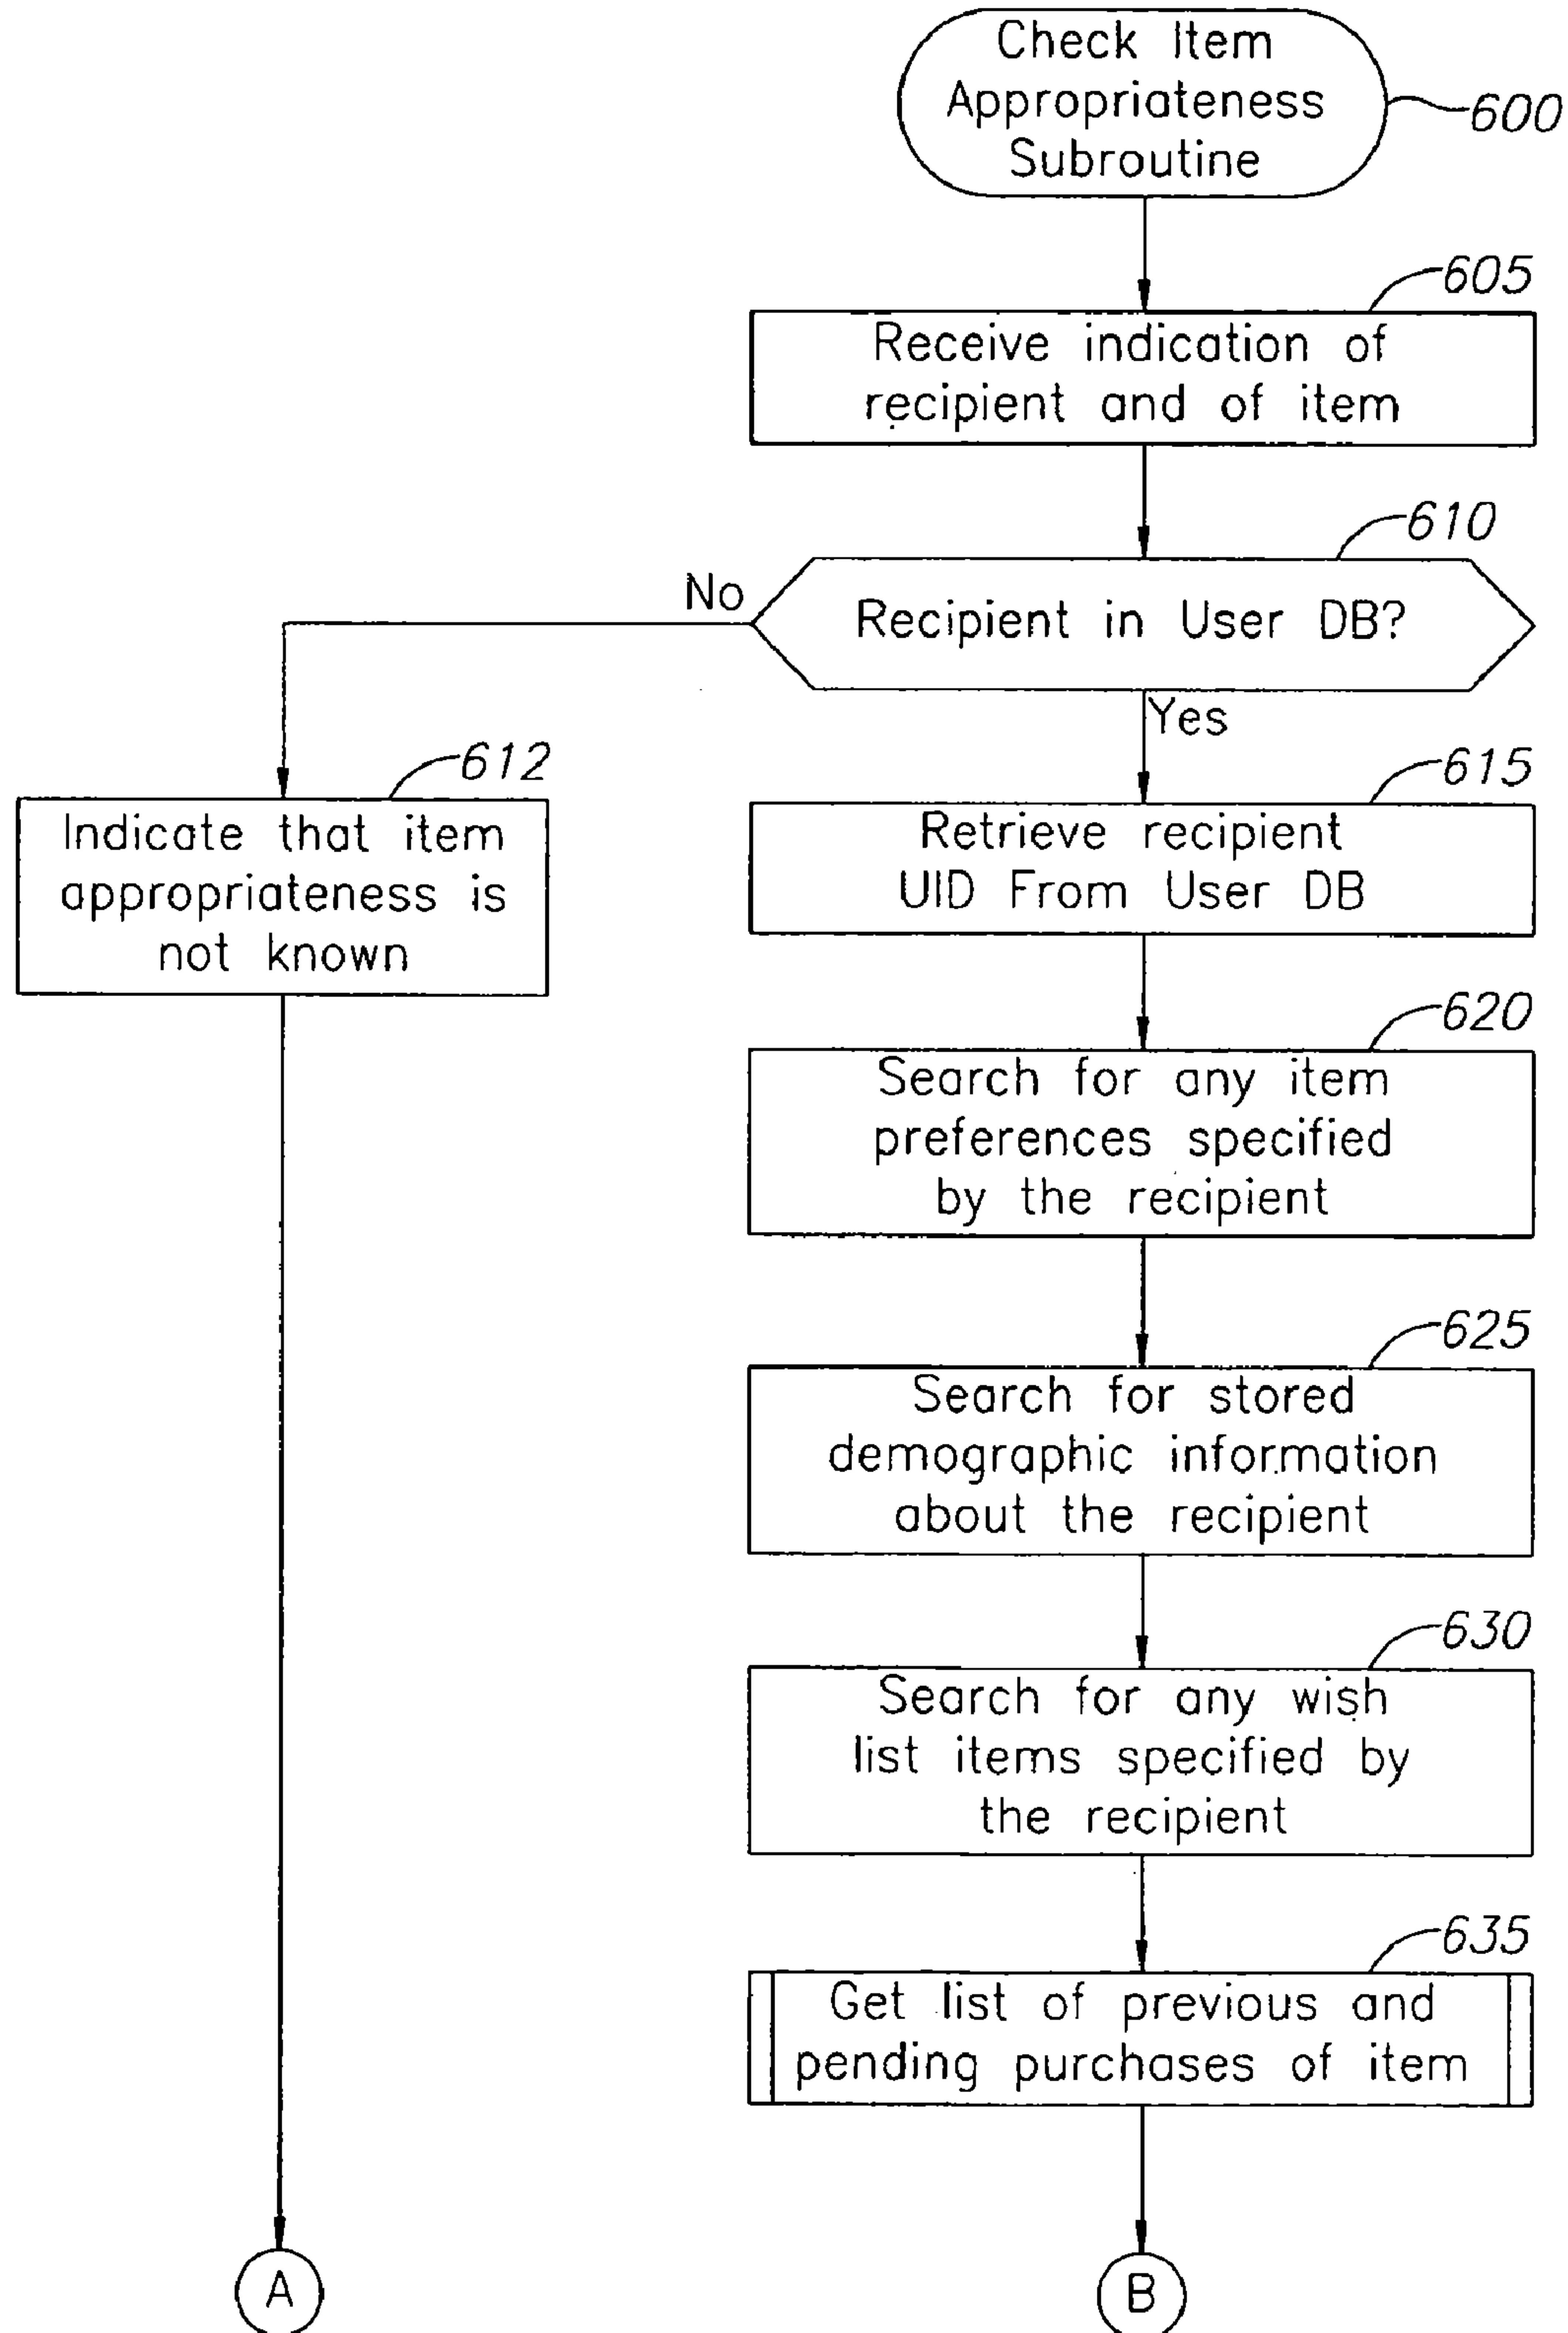 Check Item
Appropriateness
Subroutine
600
605
Receive indication of
recipient and of item
610
No
Recipient in User DB?
Yes
612
Indicate that item
appropriateness is
not known
615
Retrieve recipient
UID From User DB
620
Search for any item
preferences specified
by the recipient
625
Search for stored
demographic information
about the recipient
630
Search for any wish
list items specified by
the recipient
635
Get list of previous and
pending purchases of item
A
B